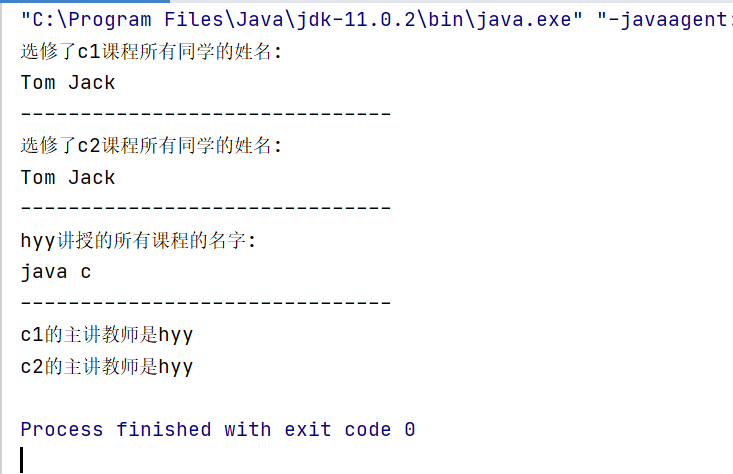 "C:\Program Files\Java\jdk-11.0.2\bin\java.exe" "-javaagent:
选修了c1课程所有同学的姓名:
Tom Jack
-------------------------------
选修了c2课程所有同学的姓名:
Tom Jack
-------------------------------
hyy讲授的所有课程的名字:
java c
-------------------------------
c1的主讲教师是hyy
c2的主讲教师是hyy
Process finished with exit code 0